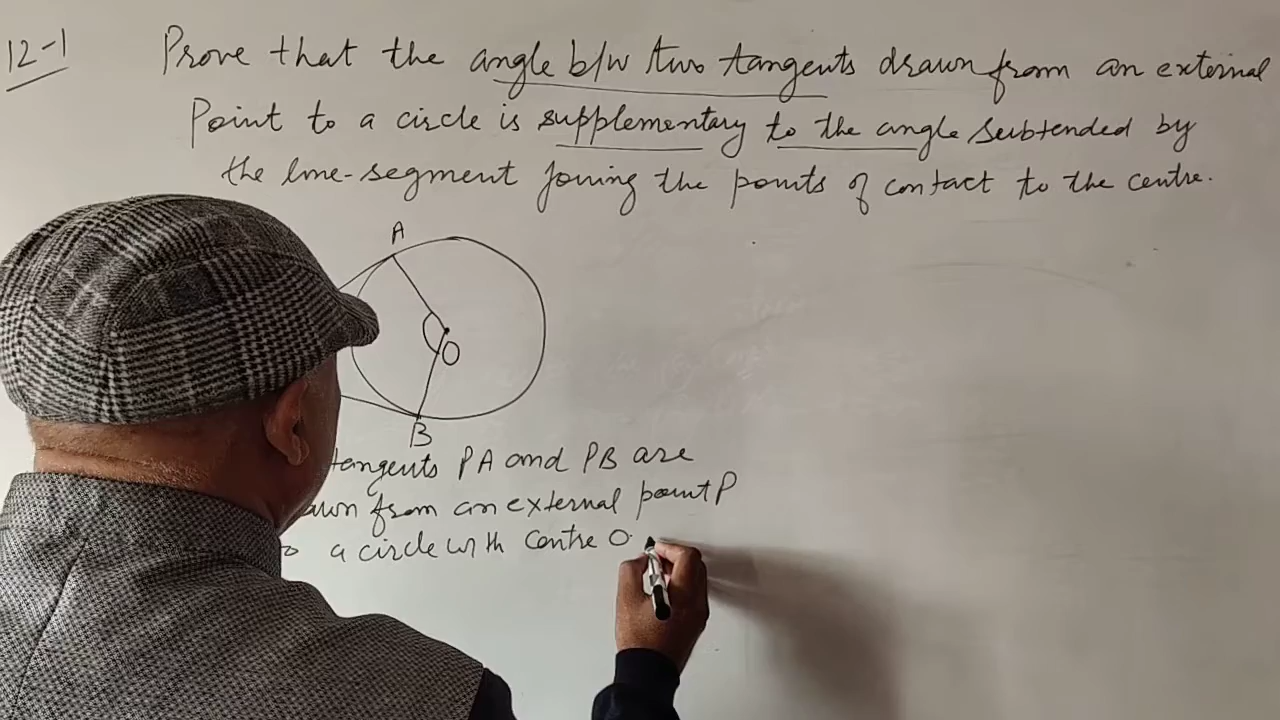 12-1
Prove that the angle b/w two tangents drawn from an external
Point to a circle is supplementary to the angle subtended by
the line-segment joining the points of contact to the centre.
A
O
B
tangents PA and PB are
from an external point P
a circle with centre O.